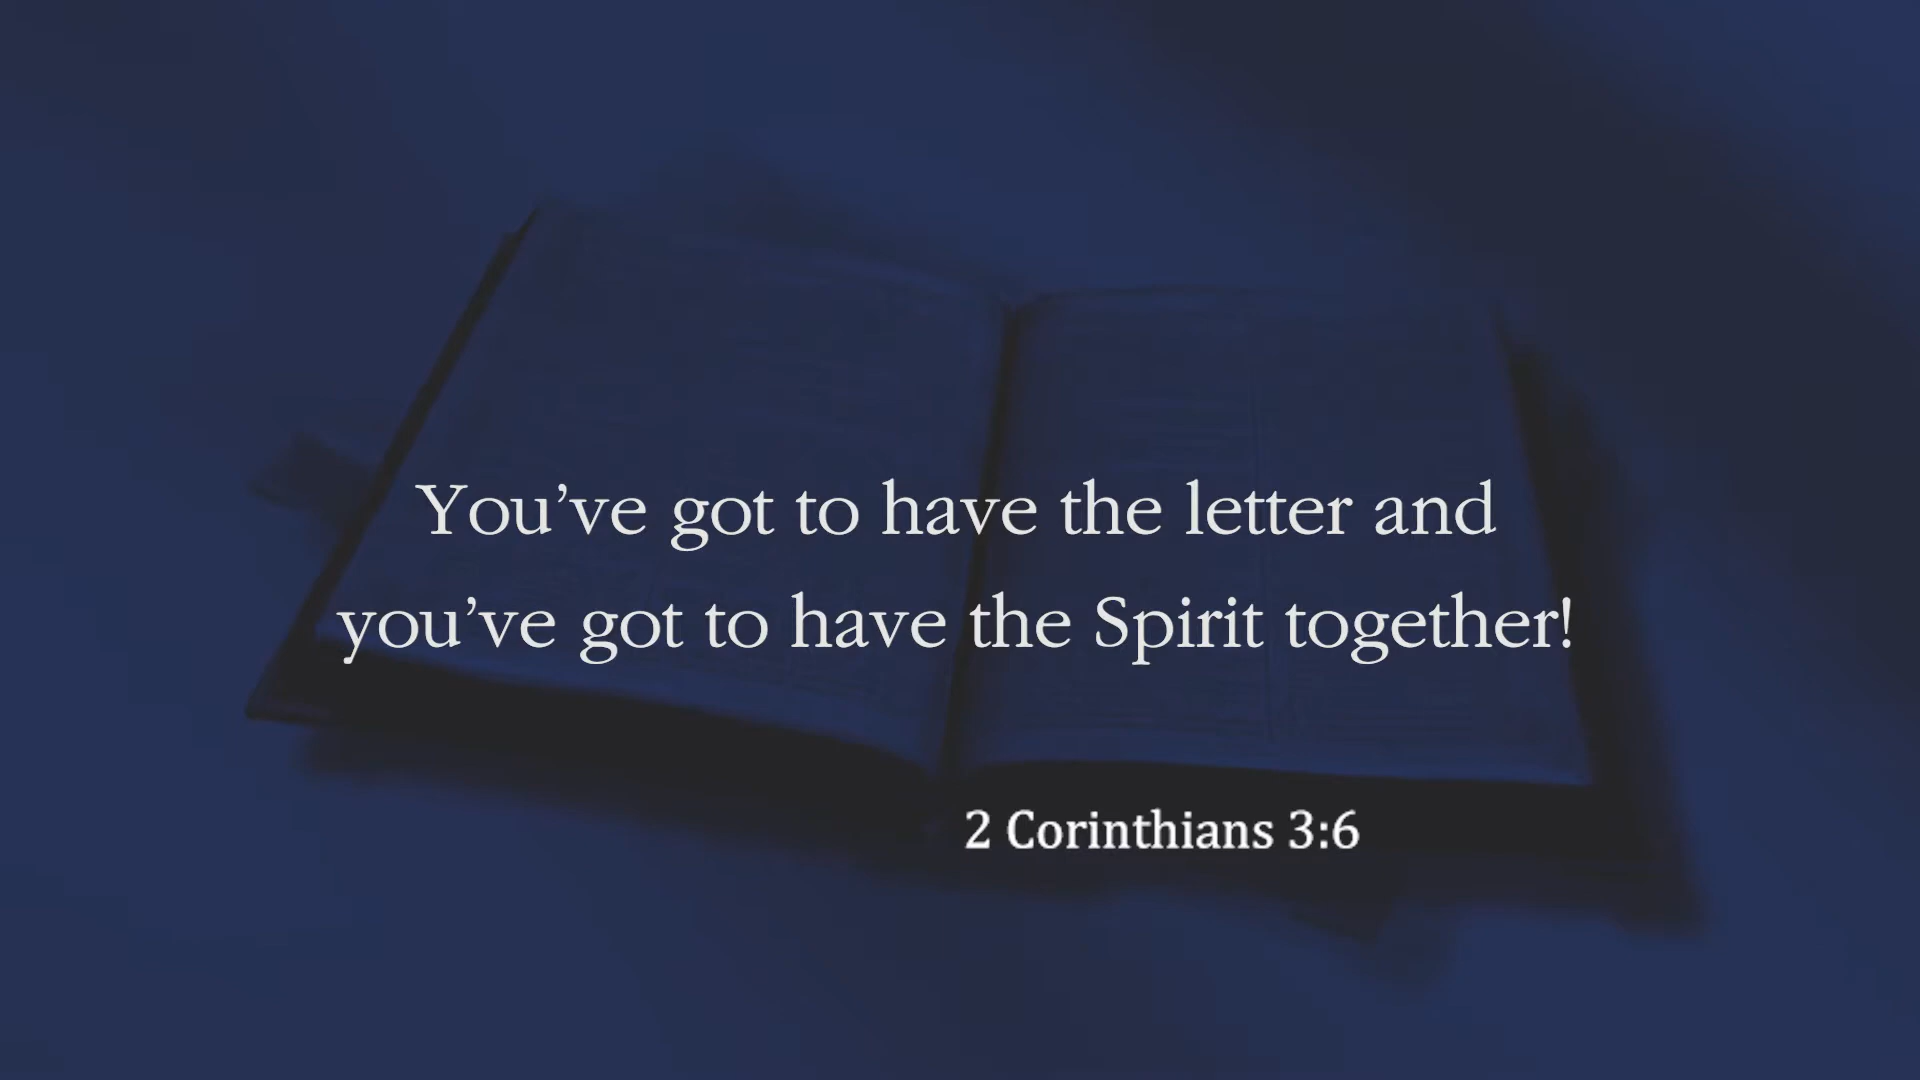 You’ve got to have the letter and
you’ve got to have the Spirit together!
2 Corinthians 3:6